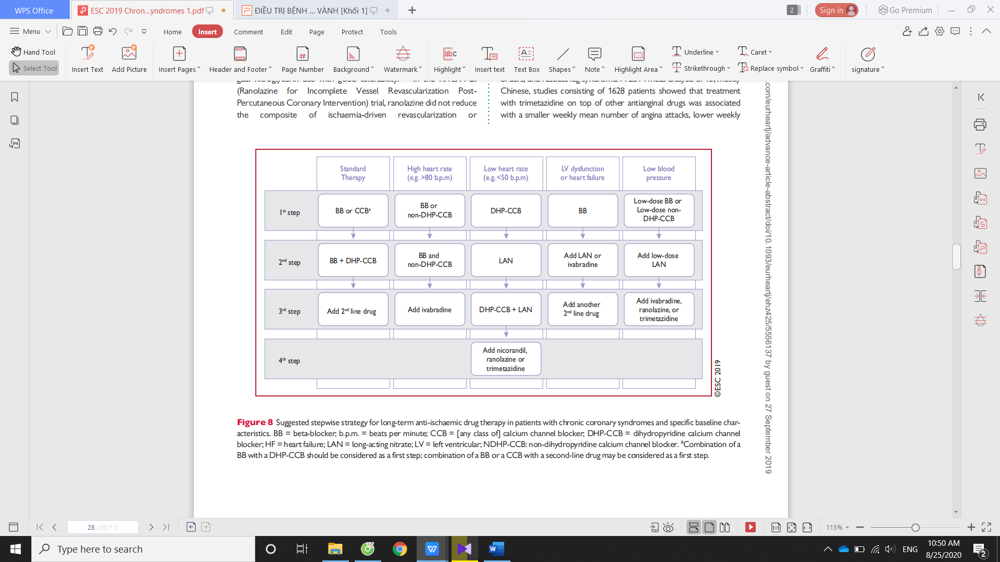 WPS Office
ESC 2019 Chron...yndromes 1.pdf
ĐIỀU TRỊ BỆNH ... VÀNH [Khối 1]
2
Sign in
Go Premium
Menu
Home
Insert
Comment
Edit
Page
Protect
Tools
Hand Tool
Select Tool
Insert Text
Add Picture
Insert Pages
Header and Footer
Page Number
Background
Watermark
Highlight
Insert text
Text Box
Shapes
Note
Highlight Area
Underline
Strikethrough
Caret
Replace symbol
Graffiti
signature
(Ranolazine for Incomplete Vessel Revascularization Post-
Percutaneous Coronary Intervention) trial, ranolazine did not reduce
the composite of ischaemia-driven revascularization or
Chinese, studies consisting of 1628 patients showed that treatment
with trimetazidine on top of other antianginal drugs was associated
with a smaller weekly mean number of angina attacks, lower weekly
.com/eurheartj/advance-article-abstract/doi/10.1093/eurheartj/ehz425/5556137 by guest on 27 September 2019
Standard
Therapy
High heart rate
(e.g. >80 b.p.m)
Low heart rate
(e.g. <50 b.p.m)
LV dysfunction
or heart failure
Low blood
pressure
1st step
BB or CCBa
BB or
non-DHP-CCB
DHP-CCB
BB
Low-dose BB or
Low-dose non-
DHP-CCB
2nd step
BB + DHP-CCB
BB and
non-DHP-CCB
LAN
Add LAN or
ivabradine
Add low-dose
LAN
3rd step
Add 2nd line drug
Add ivabradine
DHP-CCB + LAN
Add another
2nd line drug
Add ivabradine,
ranolazine, or
trimetazidine
4th step
Add nicorandil,
ranolazine or
trimetazidine
©ESC 2019
Figure 8 Suggested stepwise strategy for long-term anti-ischaemic drug therapy in patients with chronic coronary syndromes and specific baseline char-
acteristics. BB = beta-blocker; b.p.m. = beats per minute; CCB = [any class of] calcium channel blocker; DHP-CCB = dihydropyridine calcium channel
blocker; HF = heart failure; LAN = long-acting nitrate; LV = left ventricular; NDHP-CCB: non-dihydropyridine calcium channel blocker. aCombination of a
BB with a DHP-CCB should be considered as a first step; combination of a BB or a CCB with a second-line drug may be considered as a first step.
28 (28/71)
115%
Type here to search
ENG
10:50 AM
8/25/2020
2